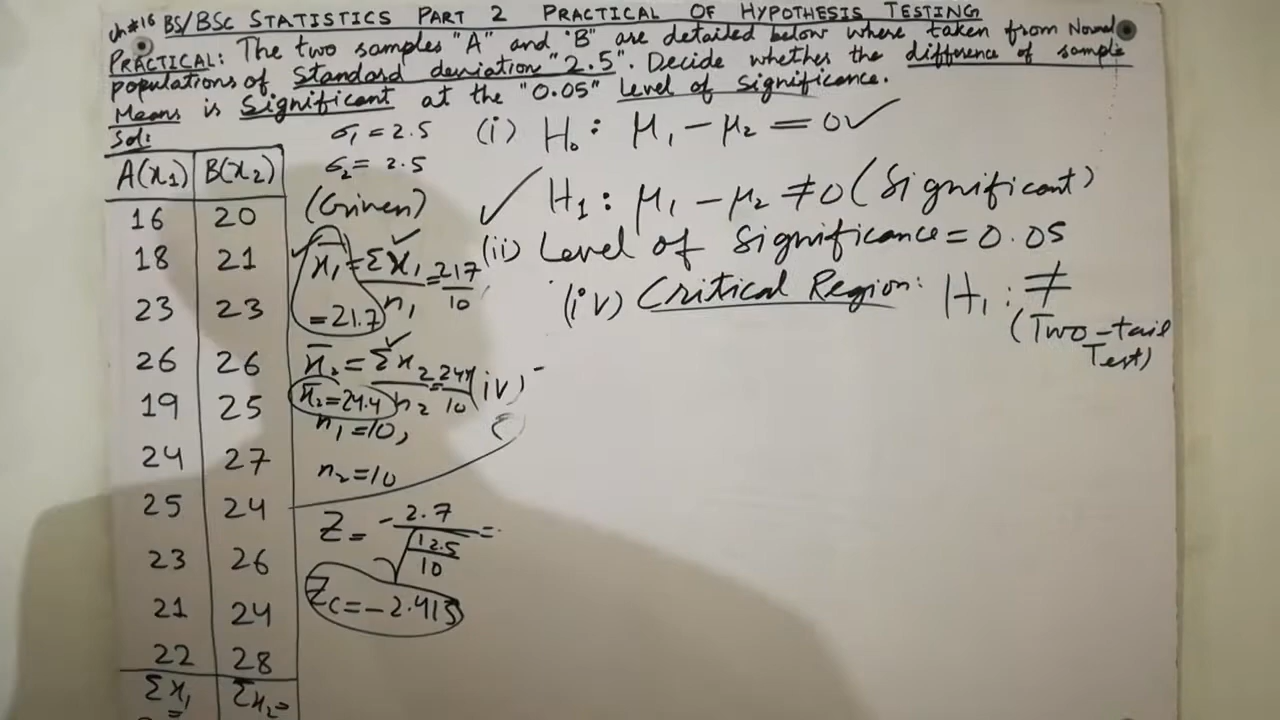 ch#16 BS/BSc STATISTICS PART 2 PRACTICAL OF HYPOTHESIS TESTING
PRACTICAL: The two samples "A" and "B" are detailed below where taken from Normal
populations of Standard deviation "2.5". Decide whether the difference of sample
Means is Significant at the "0.05" level of Significance.
Sol:
A(x₁) B(x₂)
16 20
18 21
23 23
26 26
19 25
24 27
25 24
23 26
21 24
22 28
Σx₁ Σx₂=
=
σ₁ = 2.5
σ₂ = 2.5
(Given)
x̄₁ = Σx₁/n₁ = 217/10
= 21.7
x̄₂ = Σx₂/n₂ = 244/10
x̄₂ = 24.4
n₁ = 10,
n₂ = 10
Z = -2.7/√(12.5/10) =
Zc = -2.415
(i) H₀: μ₁ - μ₂ = 0 ✓
✓ H₁: μ₁ - μ₂ ≠ 0 (Significant)
(ii) Level of Significance = 0.05
(iv) Critical Region: H₁: ≠
(Two-tail
Test)
(iv)